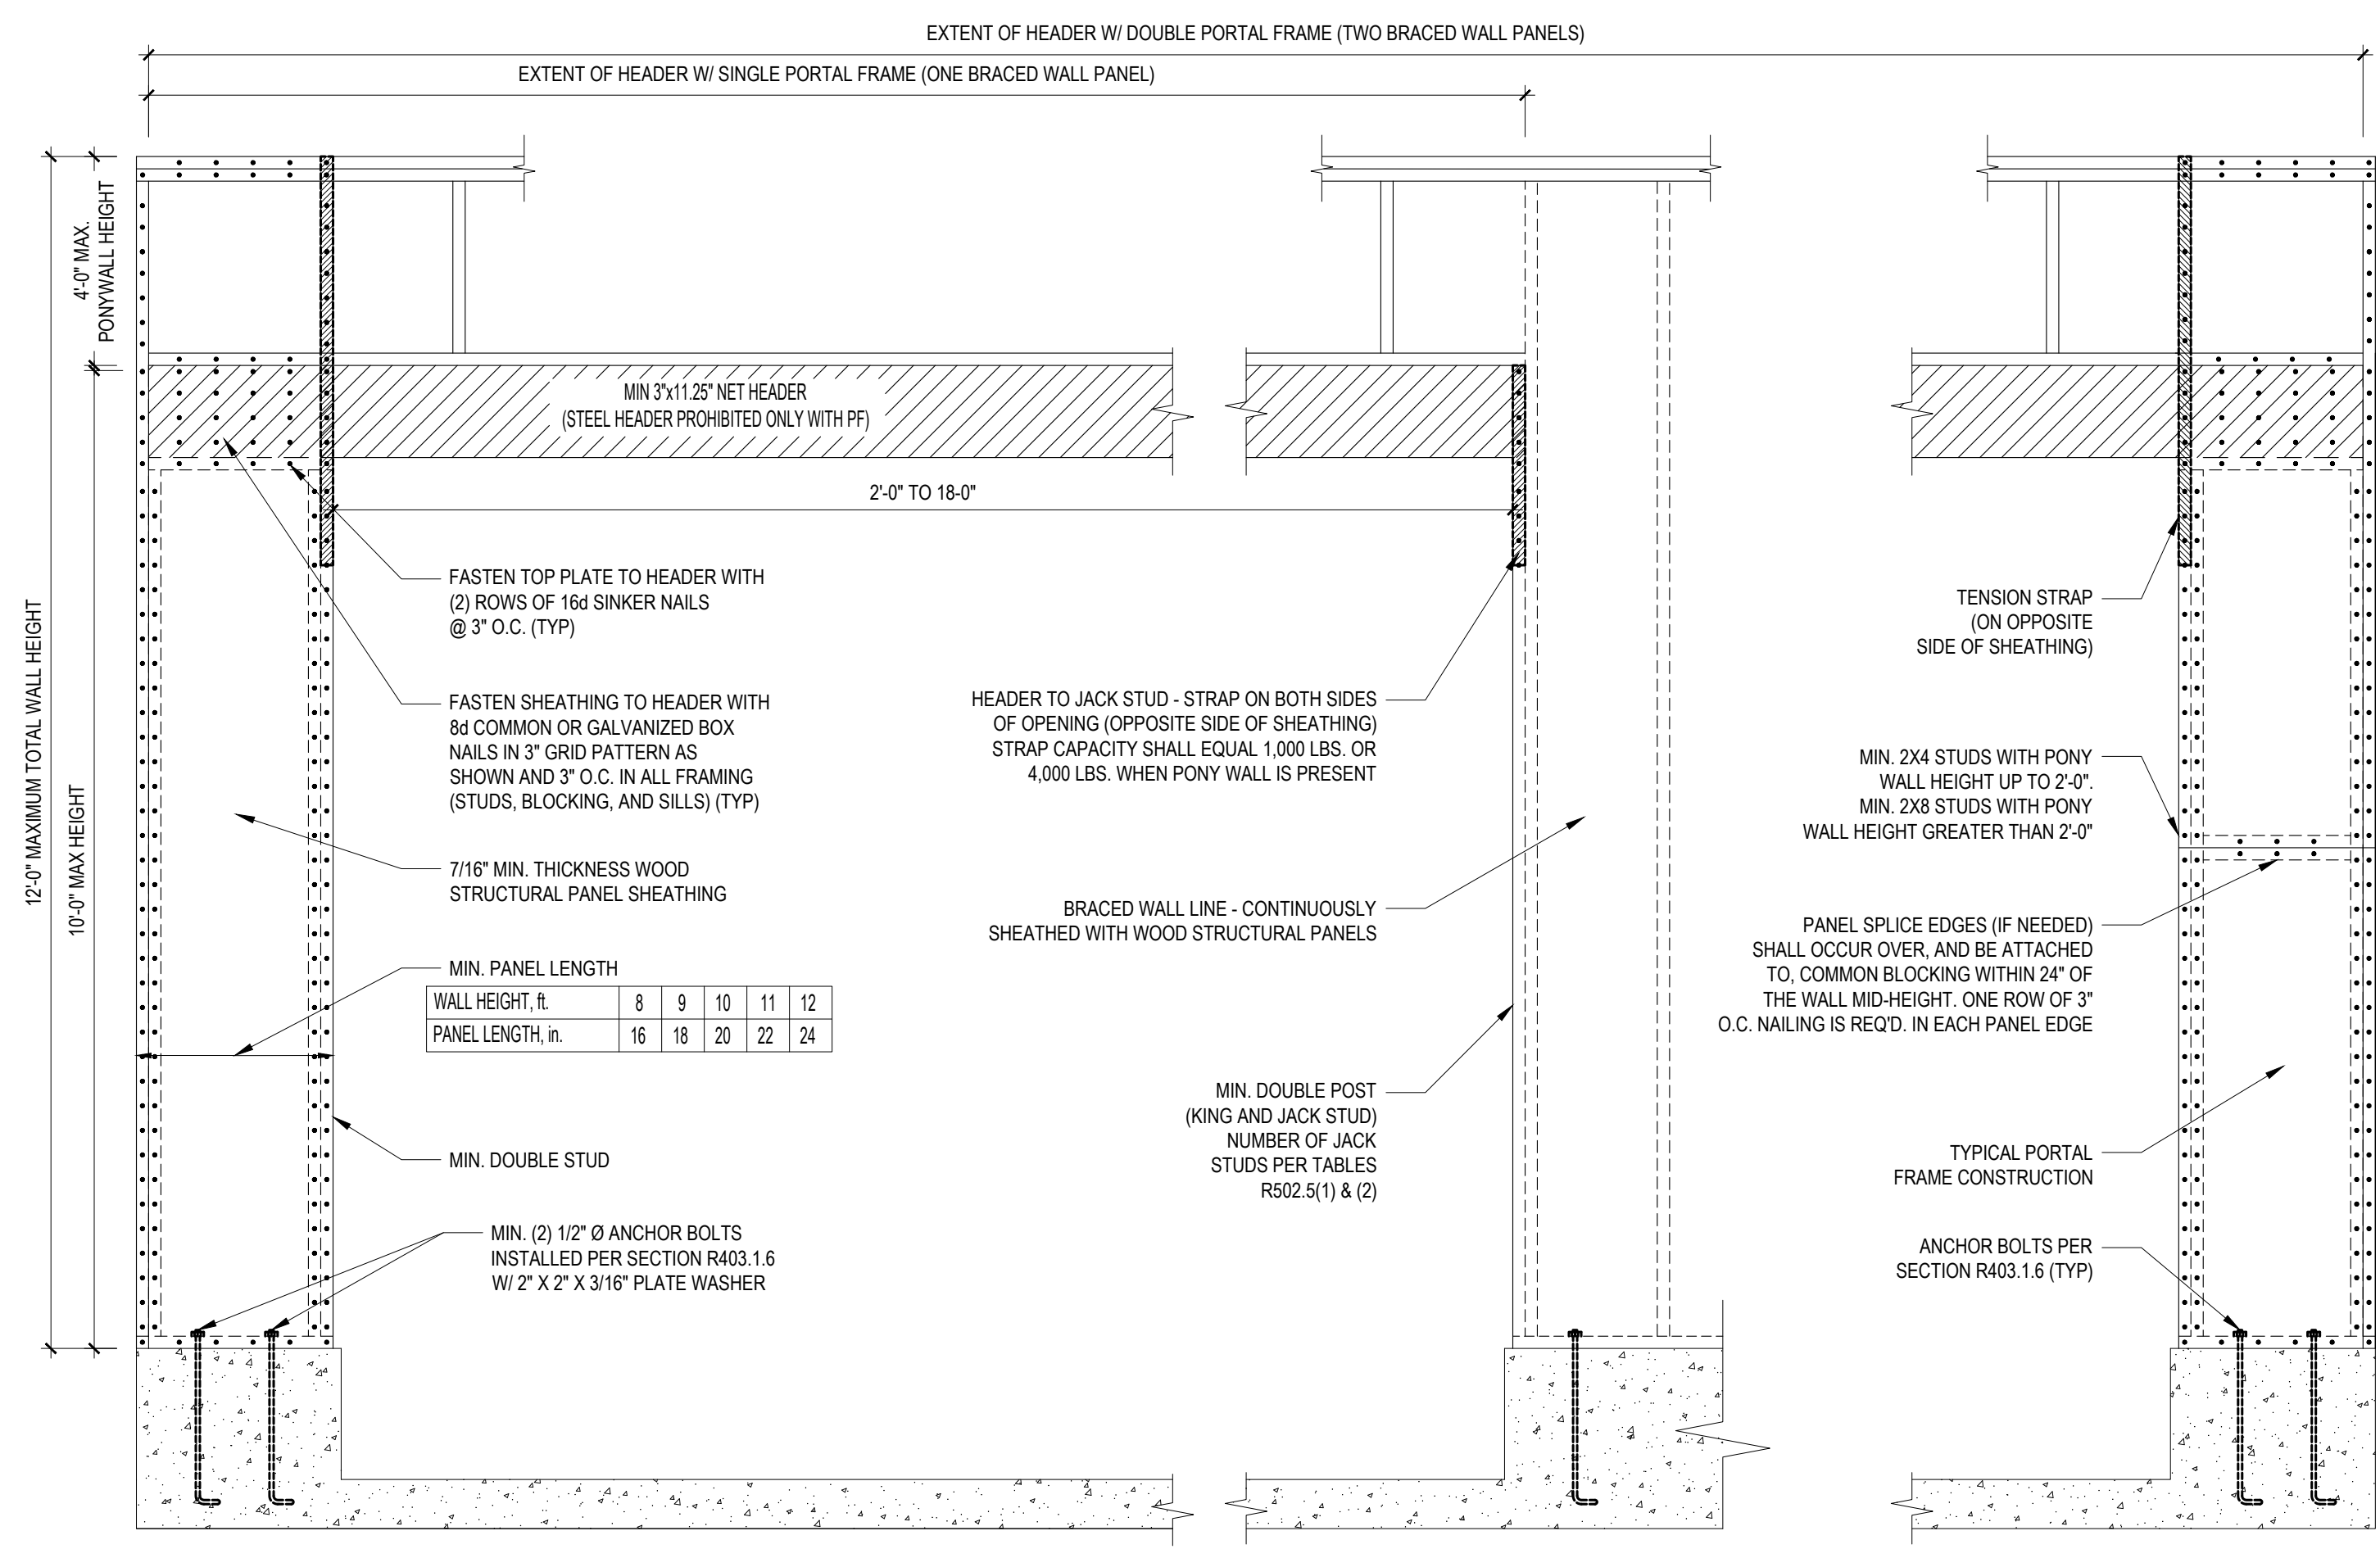 EXTENT OF HEADER W/ DOUBLE PORTAL FRAME (TWO BRACED WALL PANELS)
EXTENT OF HEADER W/ SINGLE PORTAL FRAME (ONE BRACED WALL PANEL)
4'-0" MAX.
PONYWALL HEIGHT
12'-0" MAXIMUM TOTAL WALL HEIGHT
10'-0" MAX HEIGHT
MIN 3"x11.25" NET HEADER
(STEEL HEADER PROHIBITED ONLY WITH PF)
2'-0" TO 18-0"
FASTEN TOP PLATE TO HEADER WITH
(2) ROWS OF 16d SINKER NAILS
@ 3" O.C. (TYP)
FASTEN SHEATHING TO HEADER WITH
8d COMMON OR GALVANIZED BOX
NAILS IN 3" GRID PATTERN AS
SHOWN AND 3" O.C. IN ALL FRAMING
(STUDS, BLOCKING, AND SILLS) (TYP)
7/16" MIN. THICKNESS WOOD
STRUCTURAL PANEL SHEATHING
MIN. PANEL LENGTH
WALL HEIGHT, ft. 8 9 10 11 12
PANEL LENGTH, in. 16 18 20 22 24
MIN. DOUBLE STUD
MIN. (2) 1/2" Ø ANCHOR BOLTS
INSTALLED PER SECTION R403.1.6
W/ 2" X 2" X 3/16" PLATE WASHER
HEADER TO JACK STUD - STRAP ON BOTH SIDES
OF OPENING (OPPOSITE SIDE OF SHEATHING)
STRAP CAPACITY SHALL EQUAL 1,000 LBS. OR
4,000 LBS. WHEN PONY WALL IS PRESENT
BRACED WALL LINE - CONTINUOUSLY
SHEATHED WITH WOOD STRUCTURAL PANELS
MIN. DOUBLE POST
(KING AND JACK STUD)
NUMBER OF JACK
STUDS PER TABLES
R502.5(1) & (2)
TENSION STRAP
(ON OPPOSITE
SIDE OF SHEATHING)
MIN. 2X4 STUDS WITH PONY
WALL HEIGHT UP TO 2'-0".
MIN. 2X8 STUDS WITH PONY
WALL HEIGHT GREATER THAN 2'-0"
PANEL SPLICE EDGES (IF NEEDED)
SHALL OCCUR OVER, AND BE ATTACHED
TO, COMMON BLOCKING WITHIN 24" OF
THE WALL MID-HEIGHT. ONE ROW OF 3"
O.C. NAILING IS REQ'D. IN EACH PANEL EDGE
TYPICAL PORTAL
FRAME CONSTRUCTION
ANCHOR BOLTS PER
SECTION R403.1.6 (TYP)